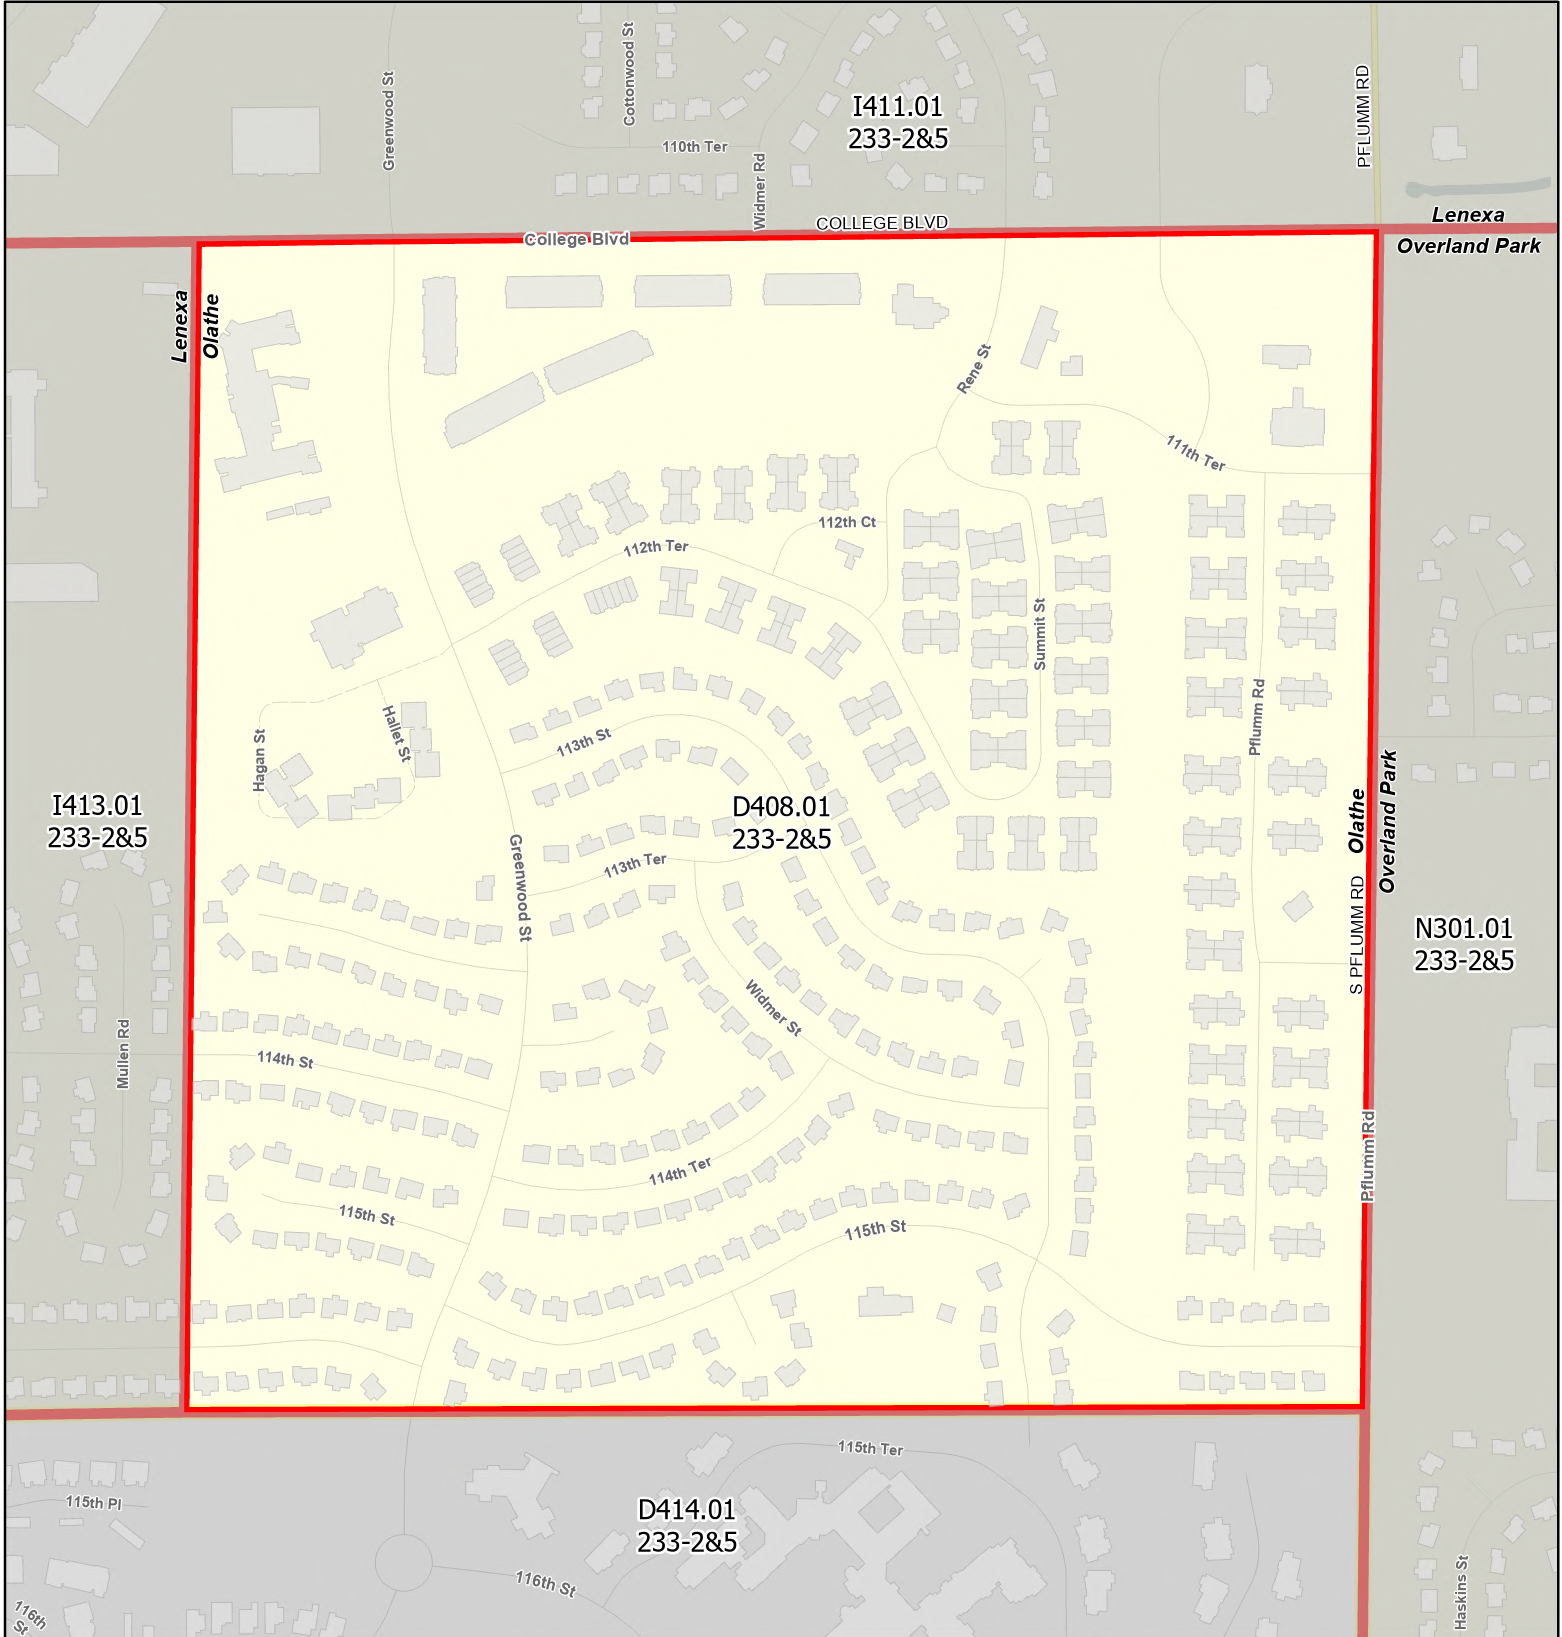 Greenwood St
Cottonwood St
110th Ter
Widmer Rd
I411.01
233-2&5
PFLUMM RD
Lenexa
Overland Park
College Blvd
COLLEGE BLVD
Lenexa
Olathe
Rene St
111th Ter
112th Ct
112th Ter
Summit St
Pflumm Rd
Hagan St
Hallet St
113th St
I413.01
233-2&5
D408.01
233-2&5
Olathe
Overland Park
Greenwood St
113th Ter
S PFLUMM RD
N301.01
233-2&5
Widmer St
Mullen Rd
114th St
Pflumm Rd
114th Ter
115th St
115th St
115th Ter
115th Pl
D414.01
233-2&5
116th St
116th
St
Haskins St